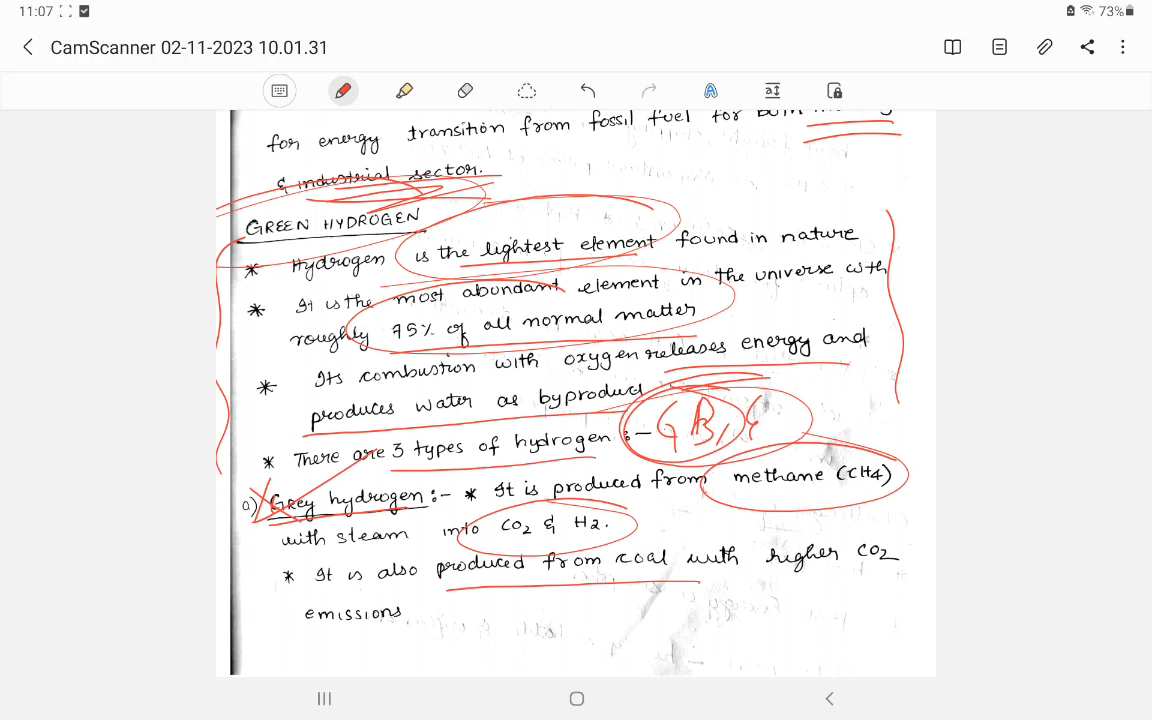 11:07
73%
CamScanner 02-11-2023 10.01.31
for energy transition from fossil fuel for both
& industrial sector.
GREEN HYDROGEN
* Hydrogen is the lightest element found in nature
* It is the most abundant element in the universe with
roughly 75% of all normal matter
* Its combustion with oxygen releases energy and
produces water as byproduct
* There are 3 types of hydrogen :- G B, G
a) Grey hydrogen :- * It is produced from methane (CH4)
with steam into CO2 & H2.
* It is also produced from coal with higher CO2
emissions